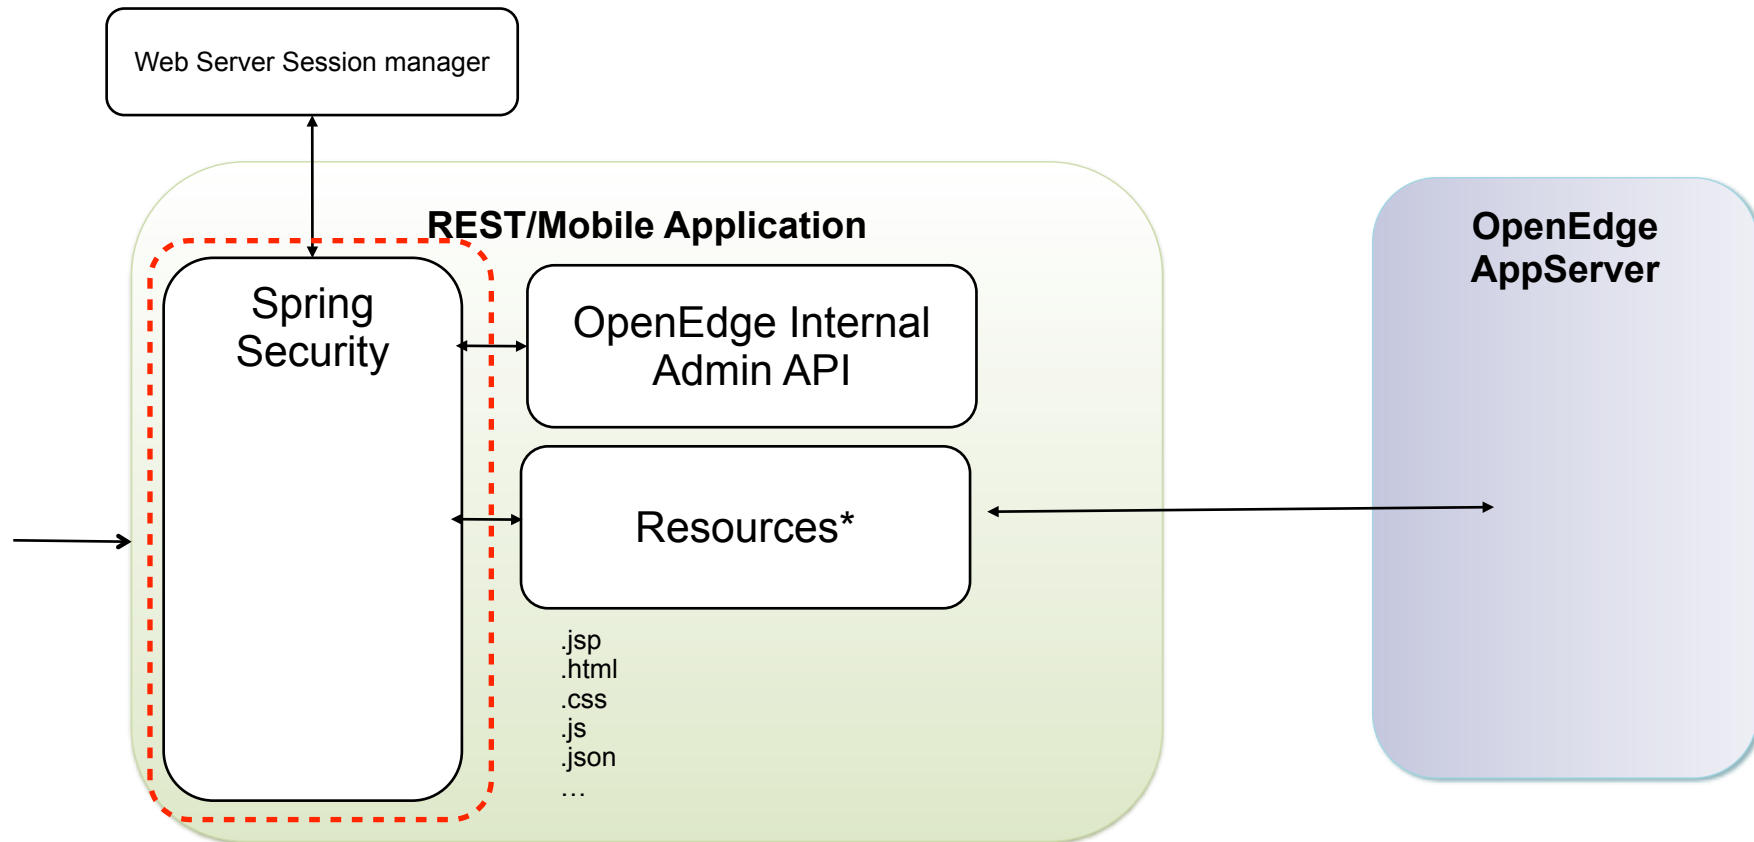 Web Server Session manager
REST/Mobile Application
Spring
Security
OpenEdge Internal
Admin API
Resources*
.jsp
.html
.css
.js
.json
…
OpenEdge
AppServer